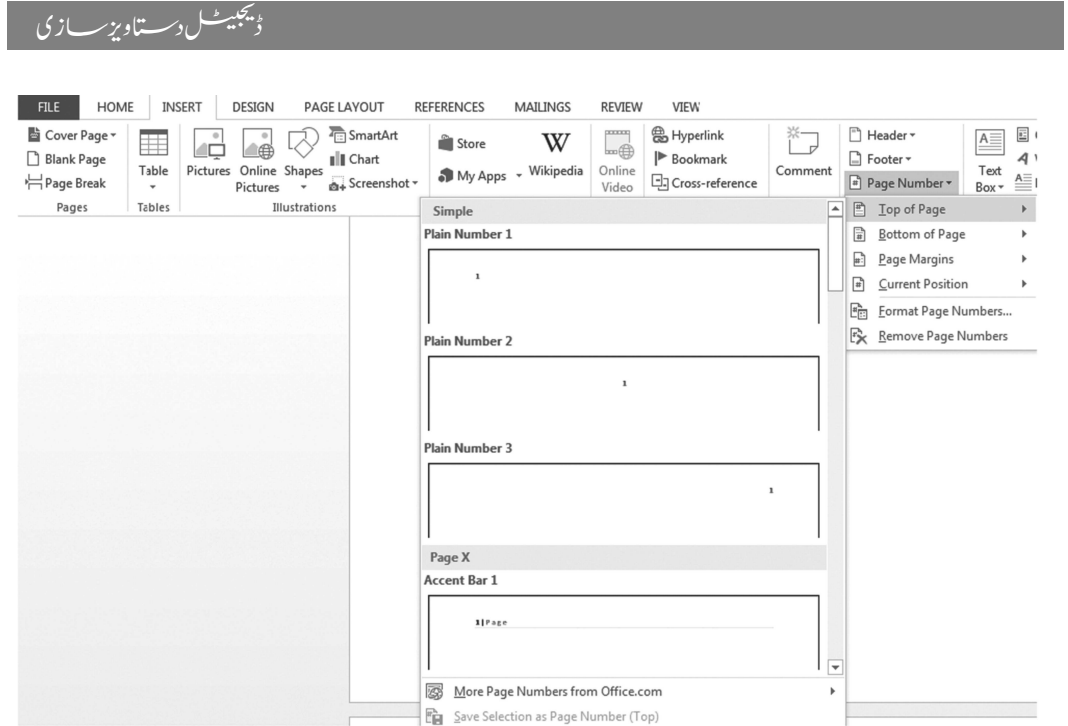 ڈیجیٹل دستاویز سازی
FILE HOME INSERT DESIGN PAGE LAYOUT REFERENCES MAILINGS REVIEW VIEW
Cover Page
Blank Page
Page Break
Pages
Table
Tables
Pictures
Online Pictures
Shapes
SmartArt
Chart
Screenshot
Illustrations
Store
My Apps
Wikipedia
Online Video
Hyperlink
Bookmark
Cross-reference
Comment
Header
Footer
Page Number
Text Box
Simple
Plain Number 1
1
Plain Number 2
1
Plain Number 3
1
Page X
Accent Bar 1
1|Page
More Page Numbers from Office.com
Save Selection as Page Number (Top)
Top of Page
Bottom of Page
Page Margins
Current Position
Format Page Numbers...
Remove Page Numbers